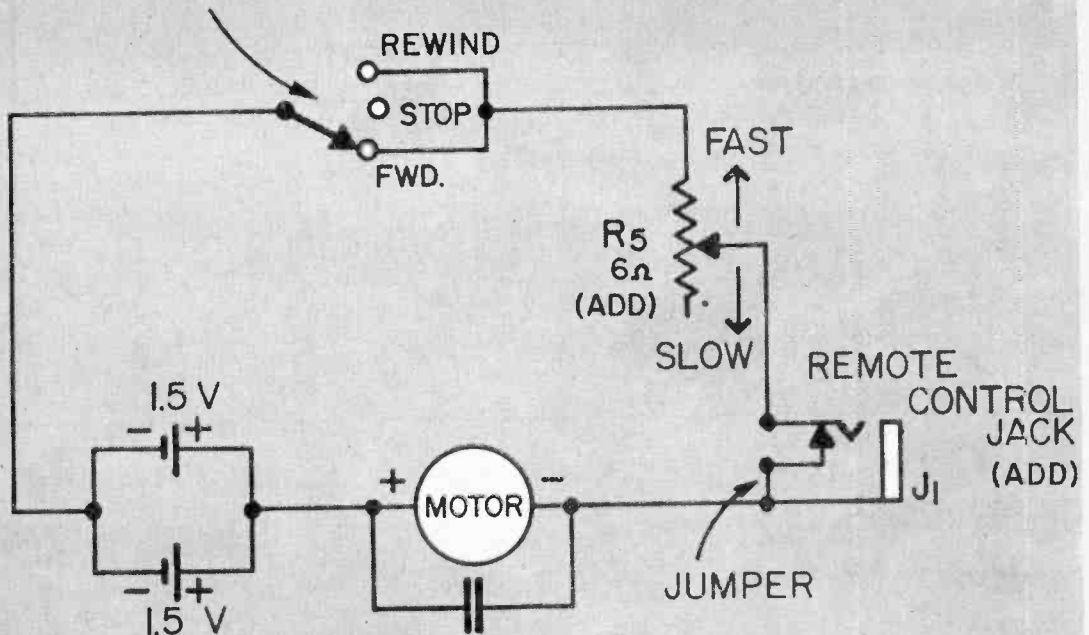 REWIND
STOP
FWD.
FAST
R5
6Ω
(ADD)
SLOW
REMOTE
CONTROL
JACK
(ADD)
J1
1.5 V
- +
+ MOTOR -
- +
1.5 V
JUMPER